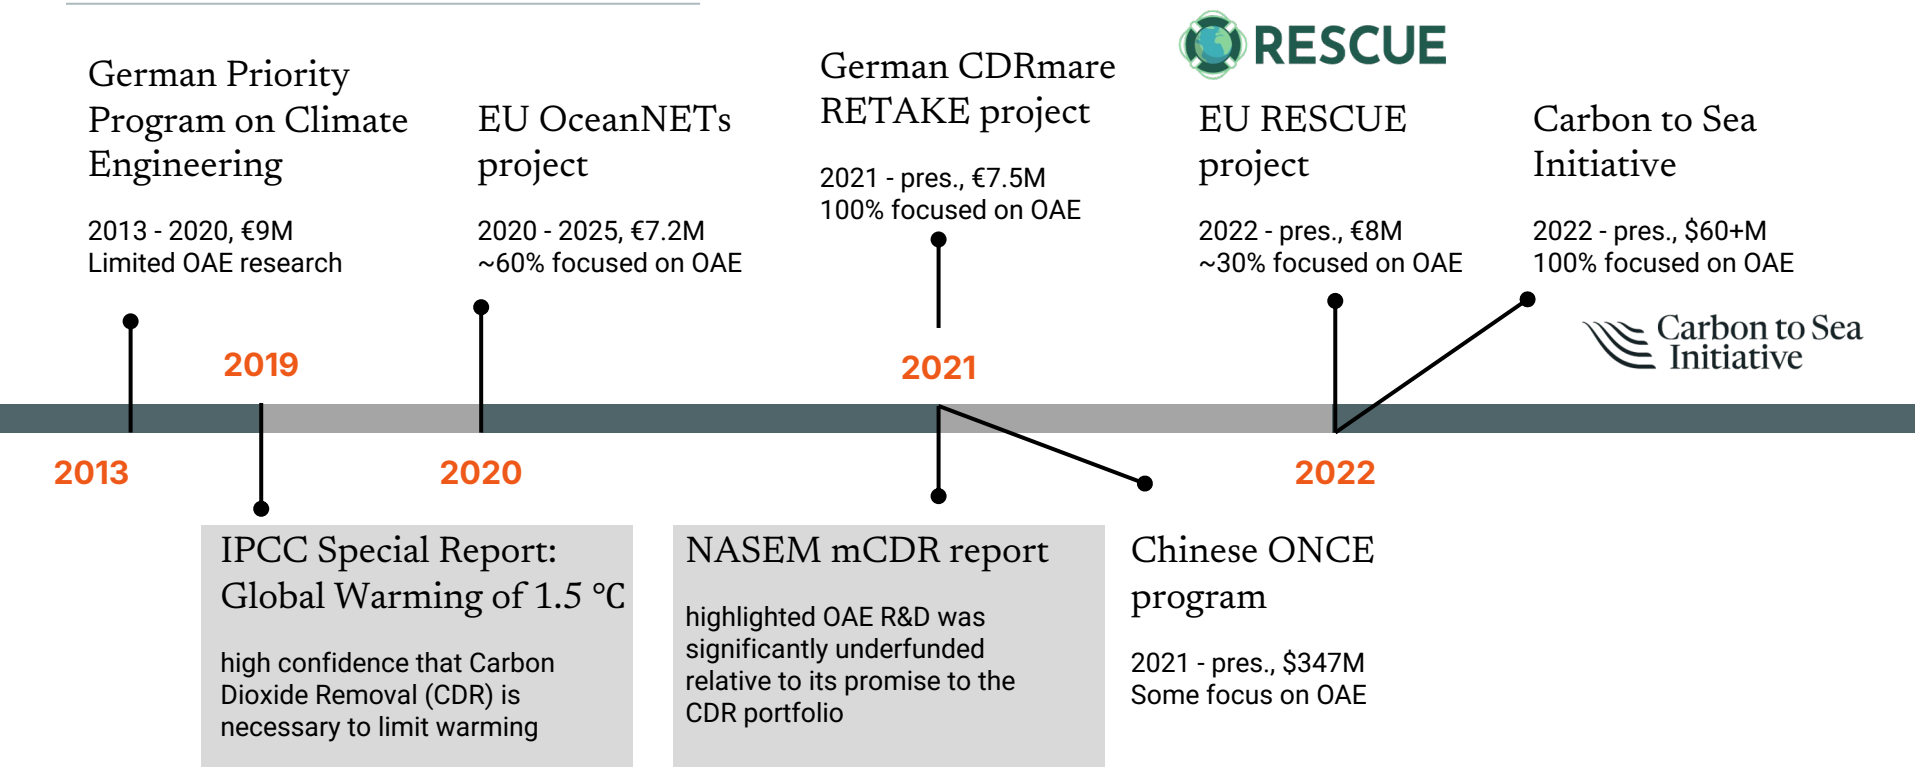 German Priority
Program on Climate
Engineering
2013 - 2020, €9M
Limited OAE research
EU OceanNETs
project
2020 - 2025, €7.2M
~60% focused on OAE
German CDRmare
RETAKE project
2021 - pres., €7.5M
100% focused on OAE
RESCUE
EU RESCUE
project
2022 - pres., €8M
~30% focused on OAE
Carbon to Sea
Initiative
2022 - pres., $60+M
100% focused on OAE
Carbon to Sea
Initiative
2019
2021
2013
2020
2022
IPCC Special Report:
Global Warming of 1.5 °C
high confidence that Carbon
Dioxide Removal (CDR) is
necessary to limit warming
NASEM mCDR report
highlighted OAE R&D was
significantly underfunded
relative to its promise to the
CDR portfolio
Chinese ONCE
program
2021 - pres., $347M
Some focus on OAE